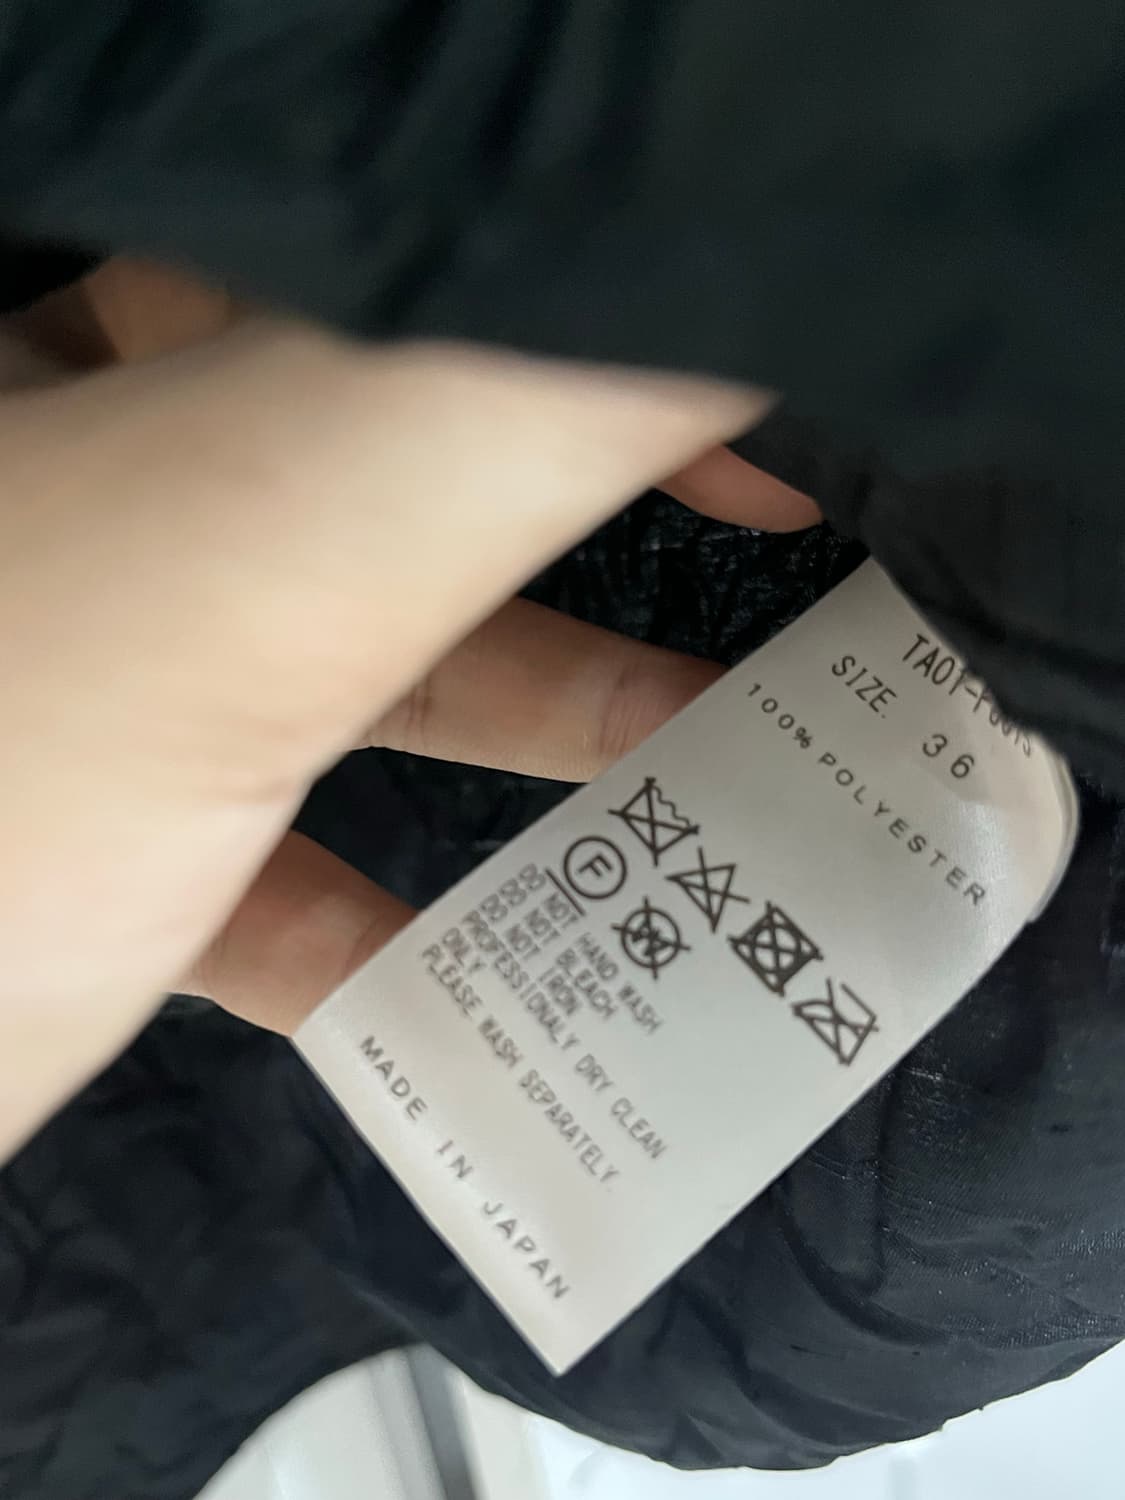 SIZE. 36
100% POLYESTER
F
W
DO NOT HAND WASH
DO NOT BLEACH
DO NOT IRON
PROFESSIONALY DRY CLEAN
ONLY
PLEASE WASH SEPARATELY.
MADE IN JAPAN